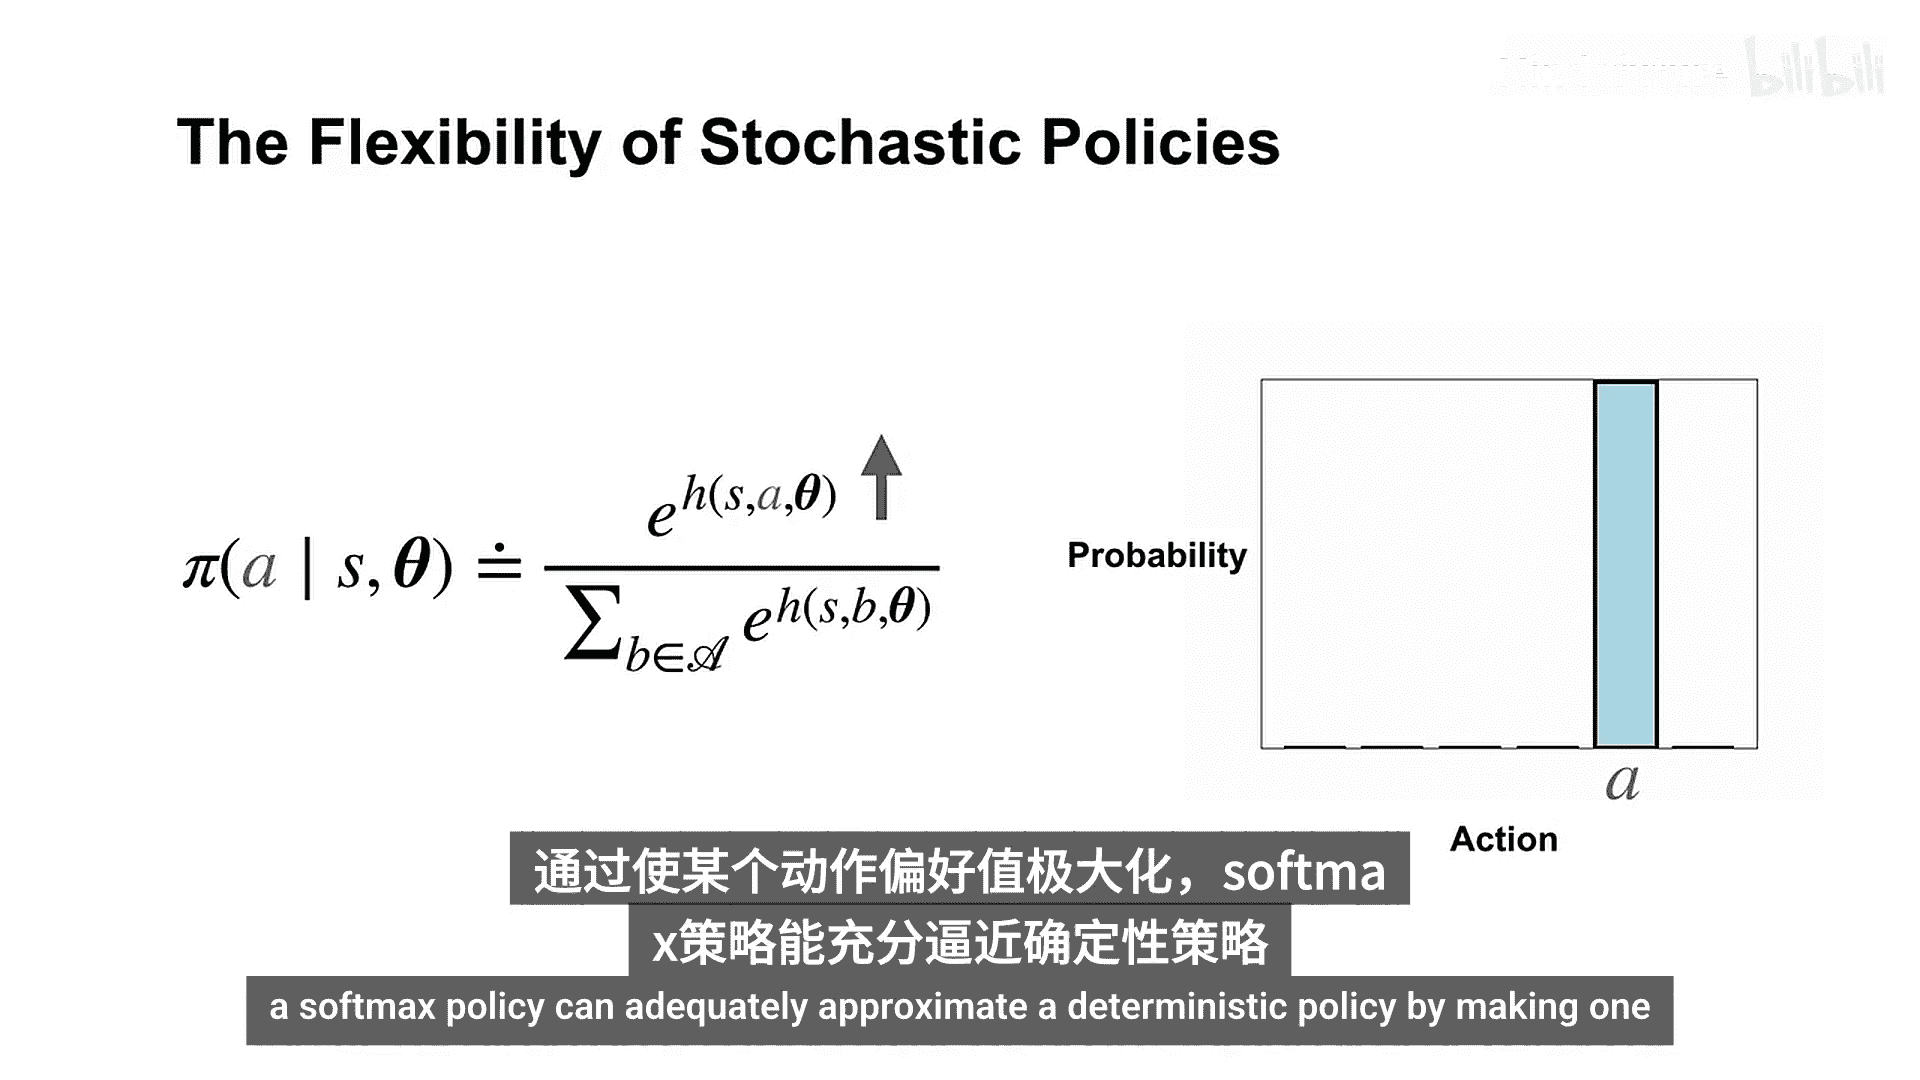 bilibili
The Flexibility of Stochastic Policies
π(a | s, θ) ≐ e^{h(s,a,θ)} / ∑_{b∈𝒜} e^{h(s,b,θ)}
Probability
a
Action
通过使某个动作偏好值极大化，softma
x策略能充分逼近确定性策略
a softmax policy can adequately approximate a deterministic policy by making one